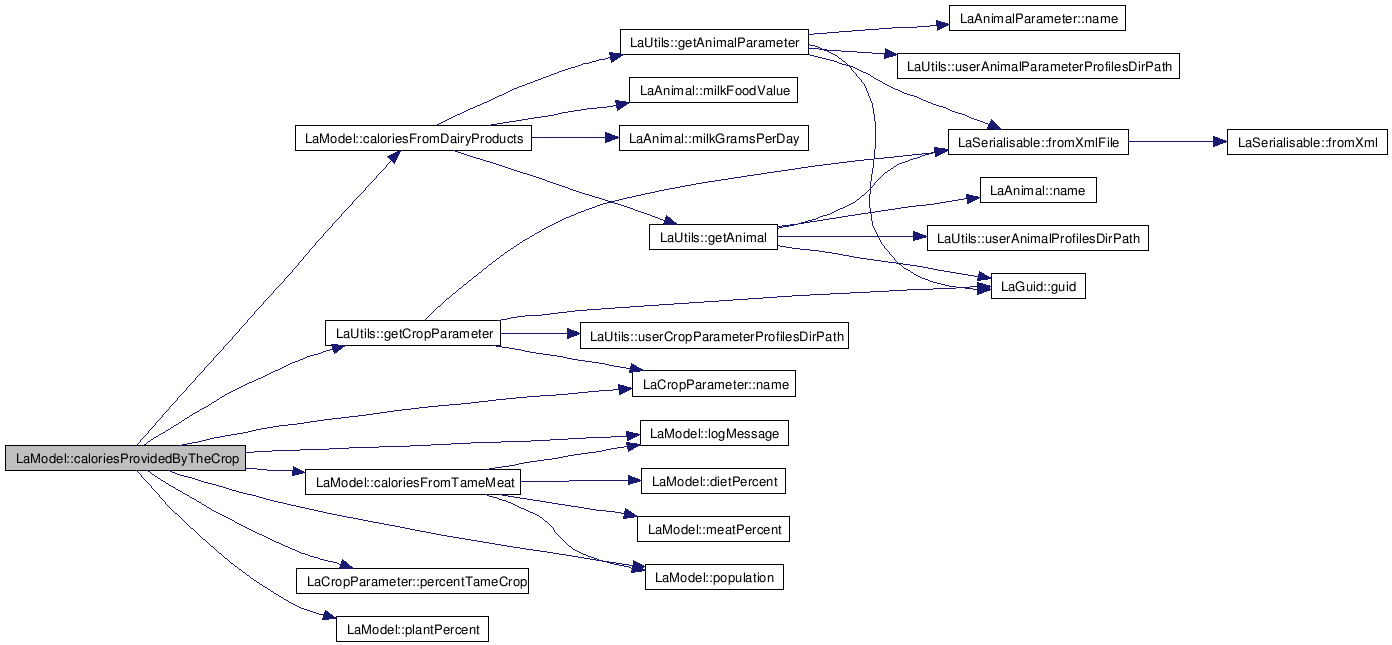 LaAnimalParameter::name
LaUtils::getAnimalParameter
LaUtils::userAnimalParameterProfilesDirPath
LaAnimal::milkFoodValue
LaModel::caloriesFromDairyProducts
LaAnimal::milkGramsPerDay
LaSerialisable::fromXmlFile
LaSerialisable::fromXml
LaAnimal::name
LaUtils::getAnimal
LaUtils::userAnimalProfilesDirPath
LaGuid::guid
LaUtils::getCropParameter
LaUtils::userCropParameterProfilesDirPath
LaCropParameter::name
LaModel::logMessage
LaModel::caloriesProvidedByTheCrop
LaModel::caloriesFromTameMeat
LaModel::dietPercent
LaModel::meatPercent
LaModel::population
LaCropParameter::percentTameCrop
LaModel::plantPercent